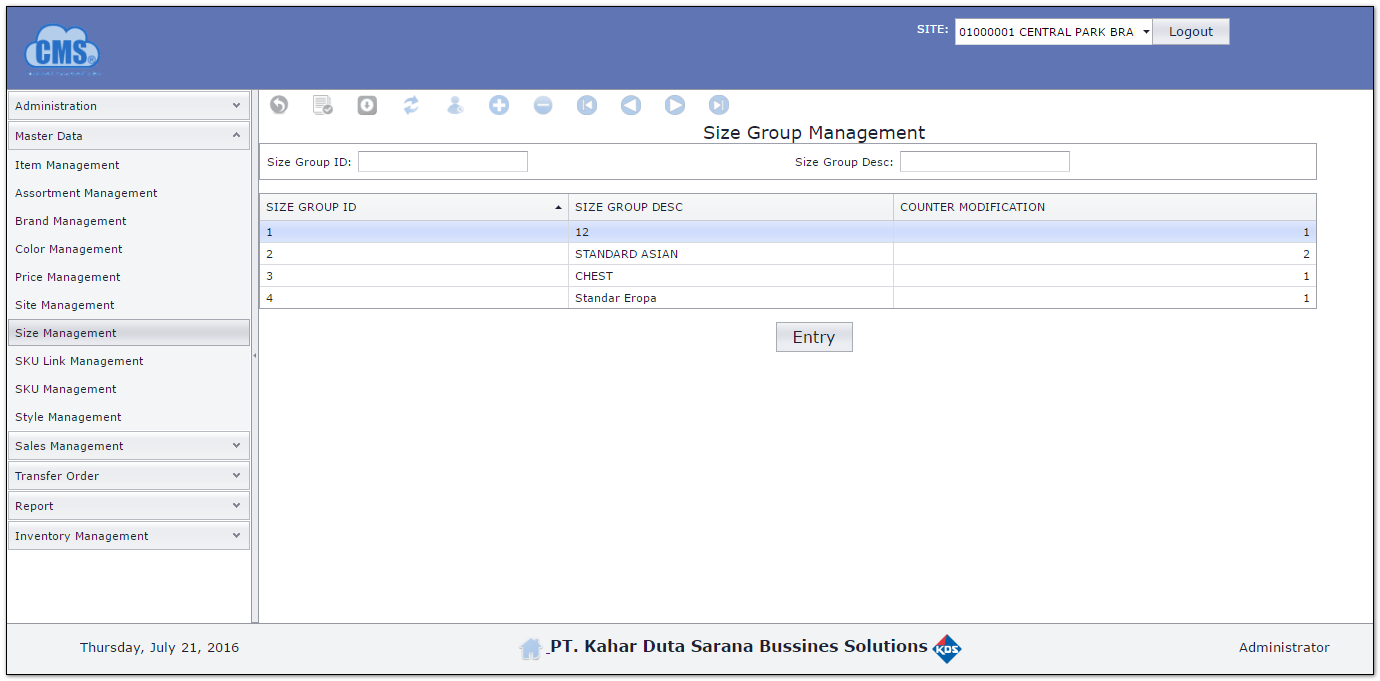 CMS®
SITE: 01000001 CENTRAL PARK BRA Logout
Administration
Master Data
Item Management
Assortment Management
Brand Management
Color Management
Price Management
Site Management
Size Management
SKU Link Management
SKU Management
Style Management
Sales Management
Transfer Order
Report
Inventory Management
Size Group Management
Size Group ID: Size Group Desc:
SIZE GROUP ID SIZE GROUP DESC COUNTER MODIFICATION
1 12 1
2 STANDARD ASIAN 2
3 CHEST 1
4 Standar Eropa 1
Entry
Thursday, July 21, 2016 PT. Kahar Duta Sarana Bussines Solutions KDS Administrator